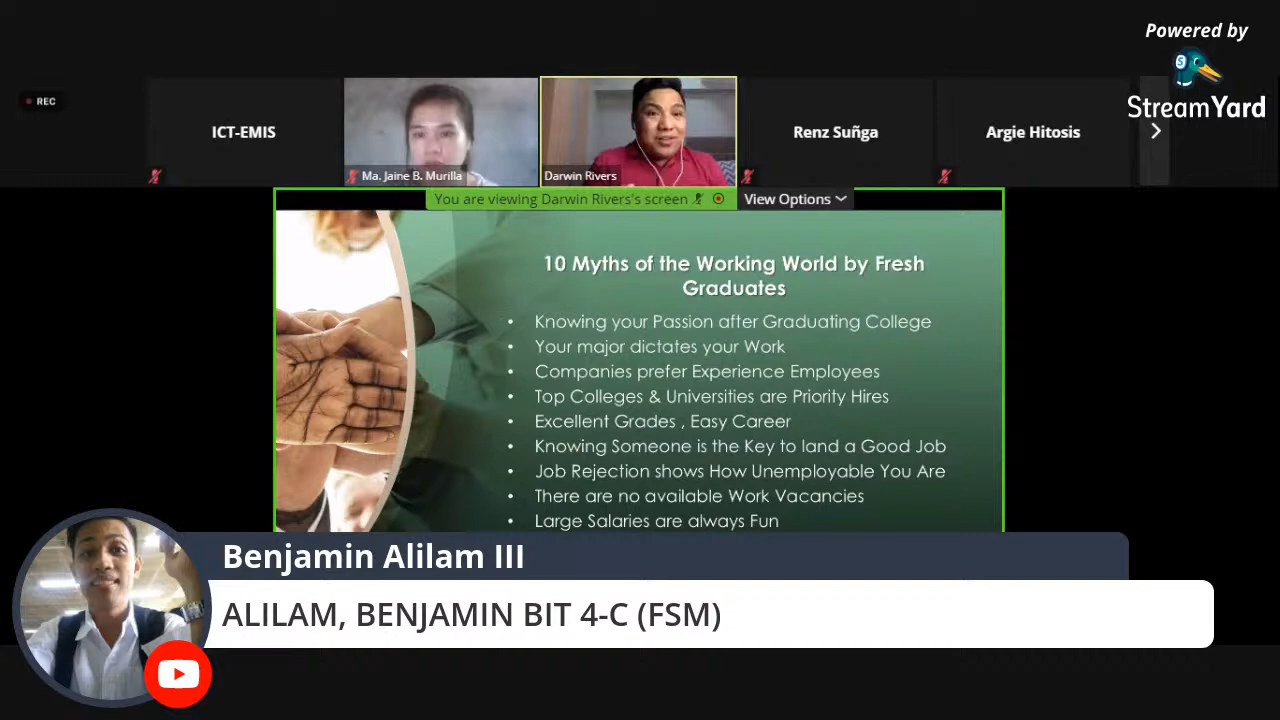 Powered by
StreamYard
REC
ICT-EMIS
Ma. Jaine B. Murilla
Darwin Rivers
Renz Suñga
Argie Hitosis
You are viewing Darwin Rivers's screen
View Options
10 Myths of the Working World by Fresh
Graduates
• Knowing your Passion after Graduating College
• Your major dictates your Work
• Companies prefer Experience Employees
• Top Colleges & Universities are Priority Hires
• Excellent Grades , Easy Career
• Knowing Someone is the Key to land a Good Job
• Job Rejection shows How Unemployable You Are
• There are no available Work Vacancies
• Large Salaries are always Fun
Benjamin Alilam III
ALILAM, BENJAMIN BIT 4-C (FSM)